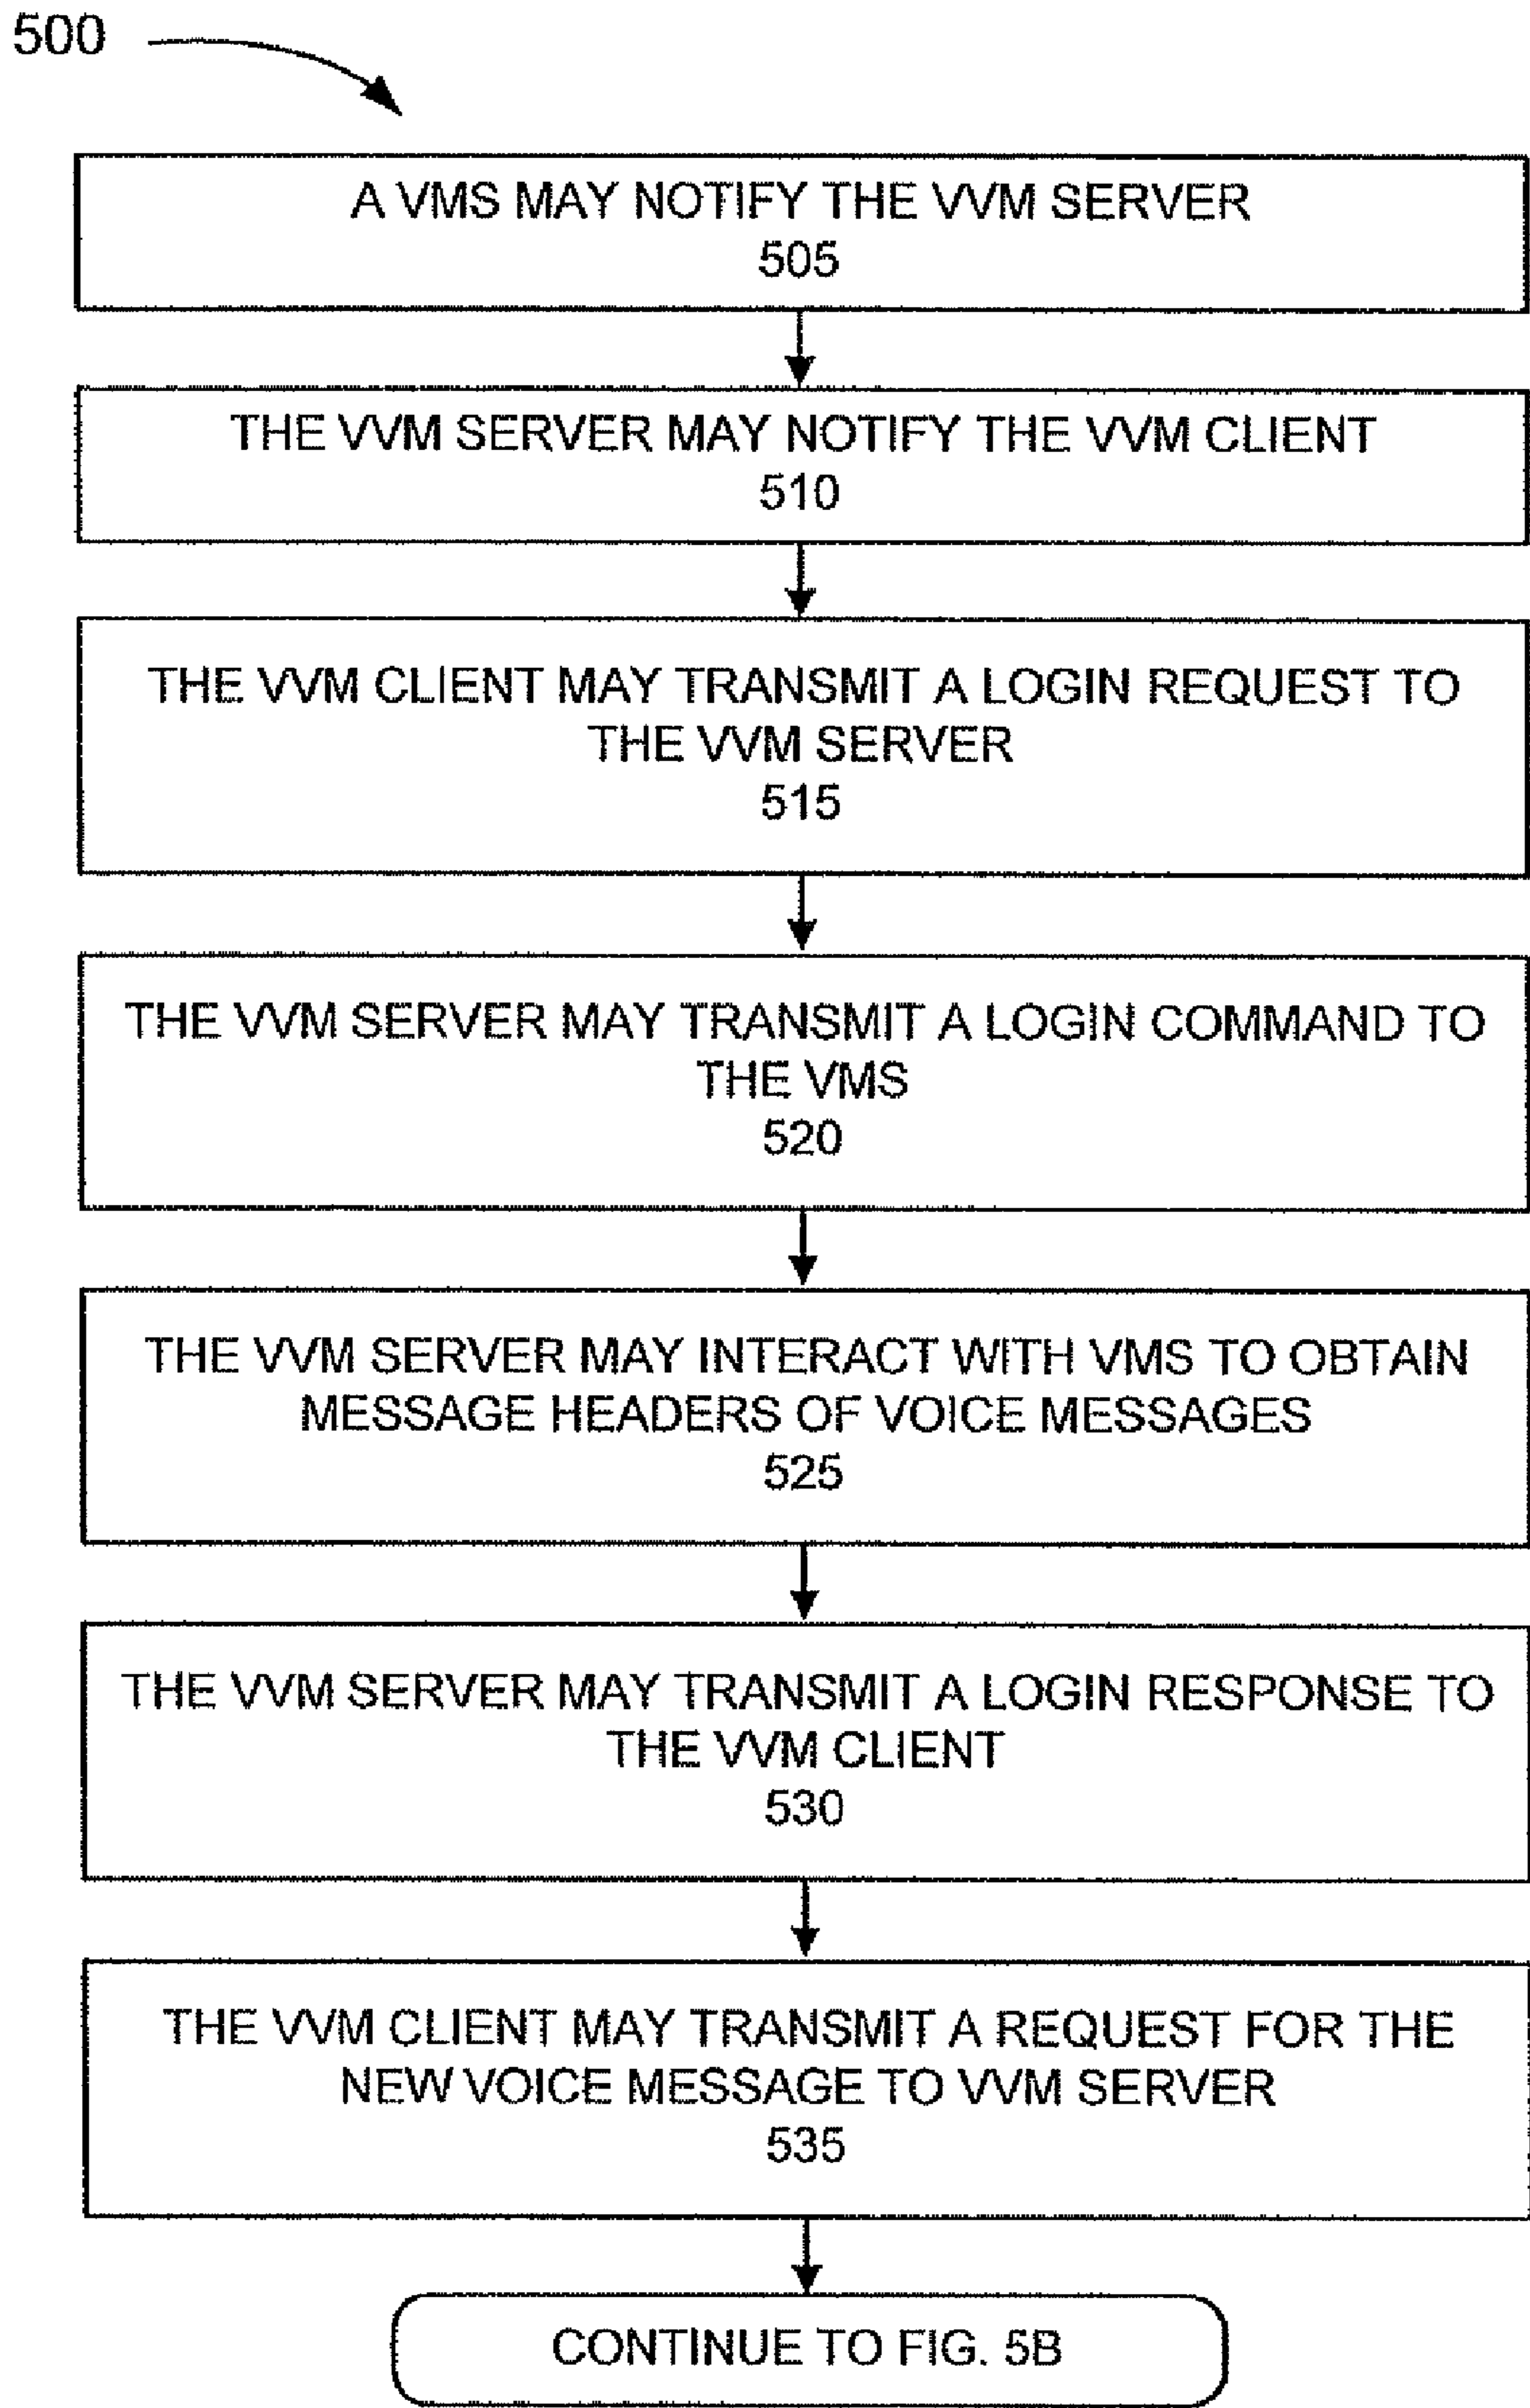 500
A VMS MAY NOTIFY THE VVM SERVER
505
THE VVM SERVER MAY NOTIFY THE VVM CLIENT
510
THE VVM CLIENT MAY TRANSMIT A LOGIN REQUEST TO
THE VVM SERVER
515
THE VVM SERVER MAY TRANSMIT A LOGIN COMMAND TO
THE VMS
520
THE VVM SERVER MAY INTERACT WITH VMS TO OBTAIN
MESSAGE HEADERS OF VOICE MESSAGES
525
THE VVM SERVER MAY TRANSMIT A LOGIN RESPONSE TO
THE VVM CLIENT
530
THE VVM CLIENT MAY TRANSMIT A REQUEST FOR THE
NEW VOICE MESSAGE TO VVM SERVER
535
CONTINUE TO FIG. 5B